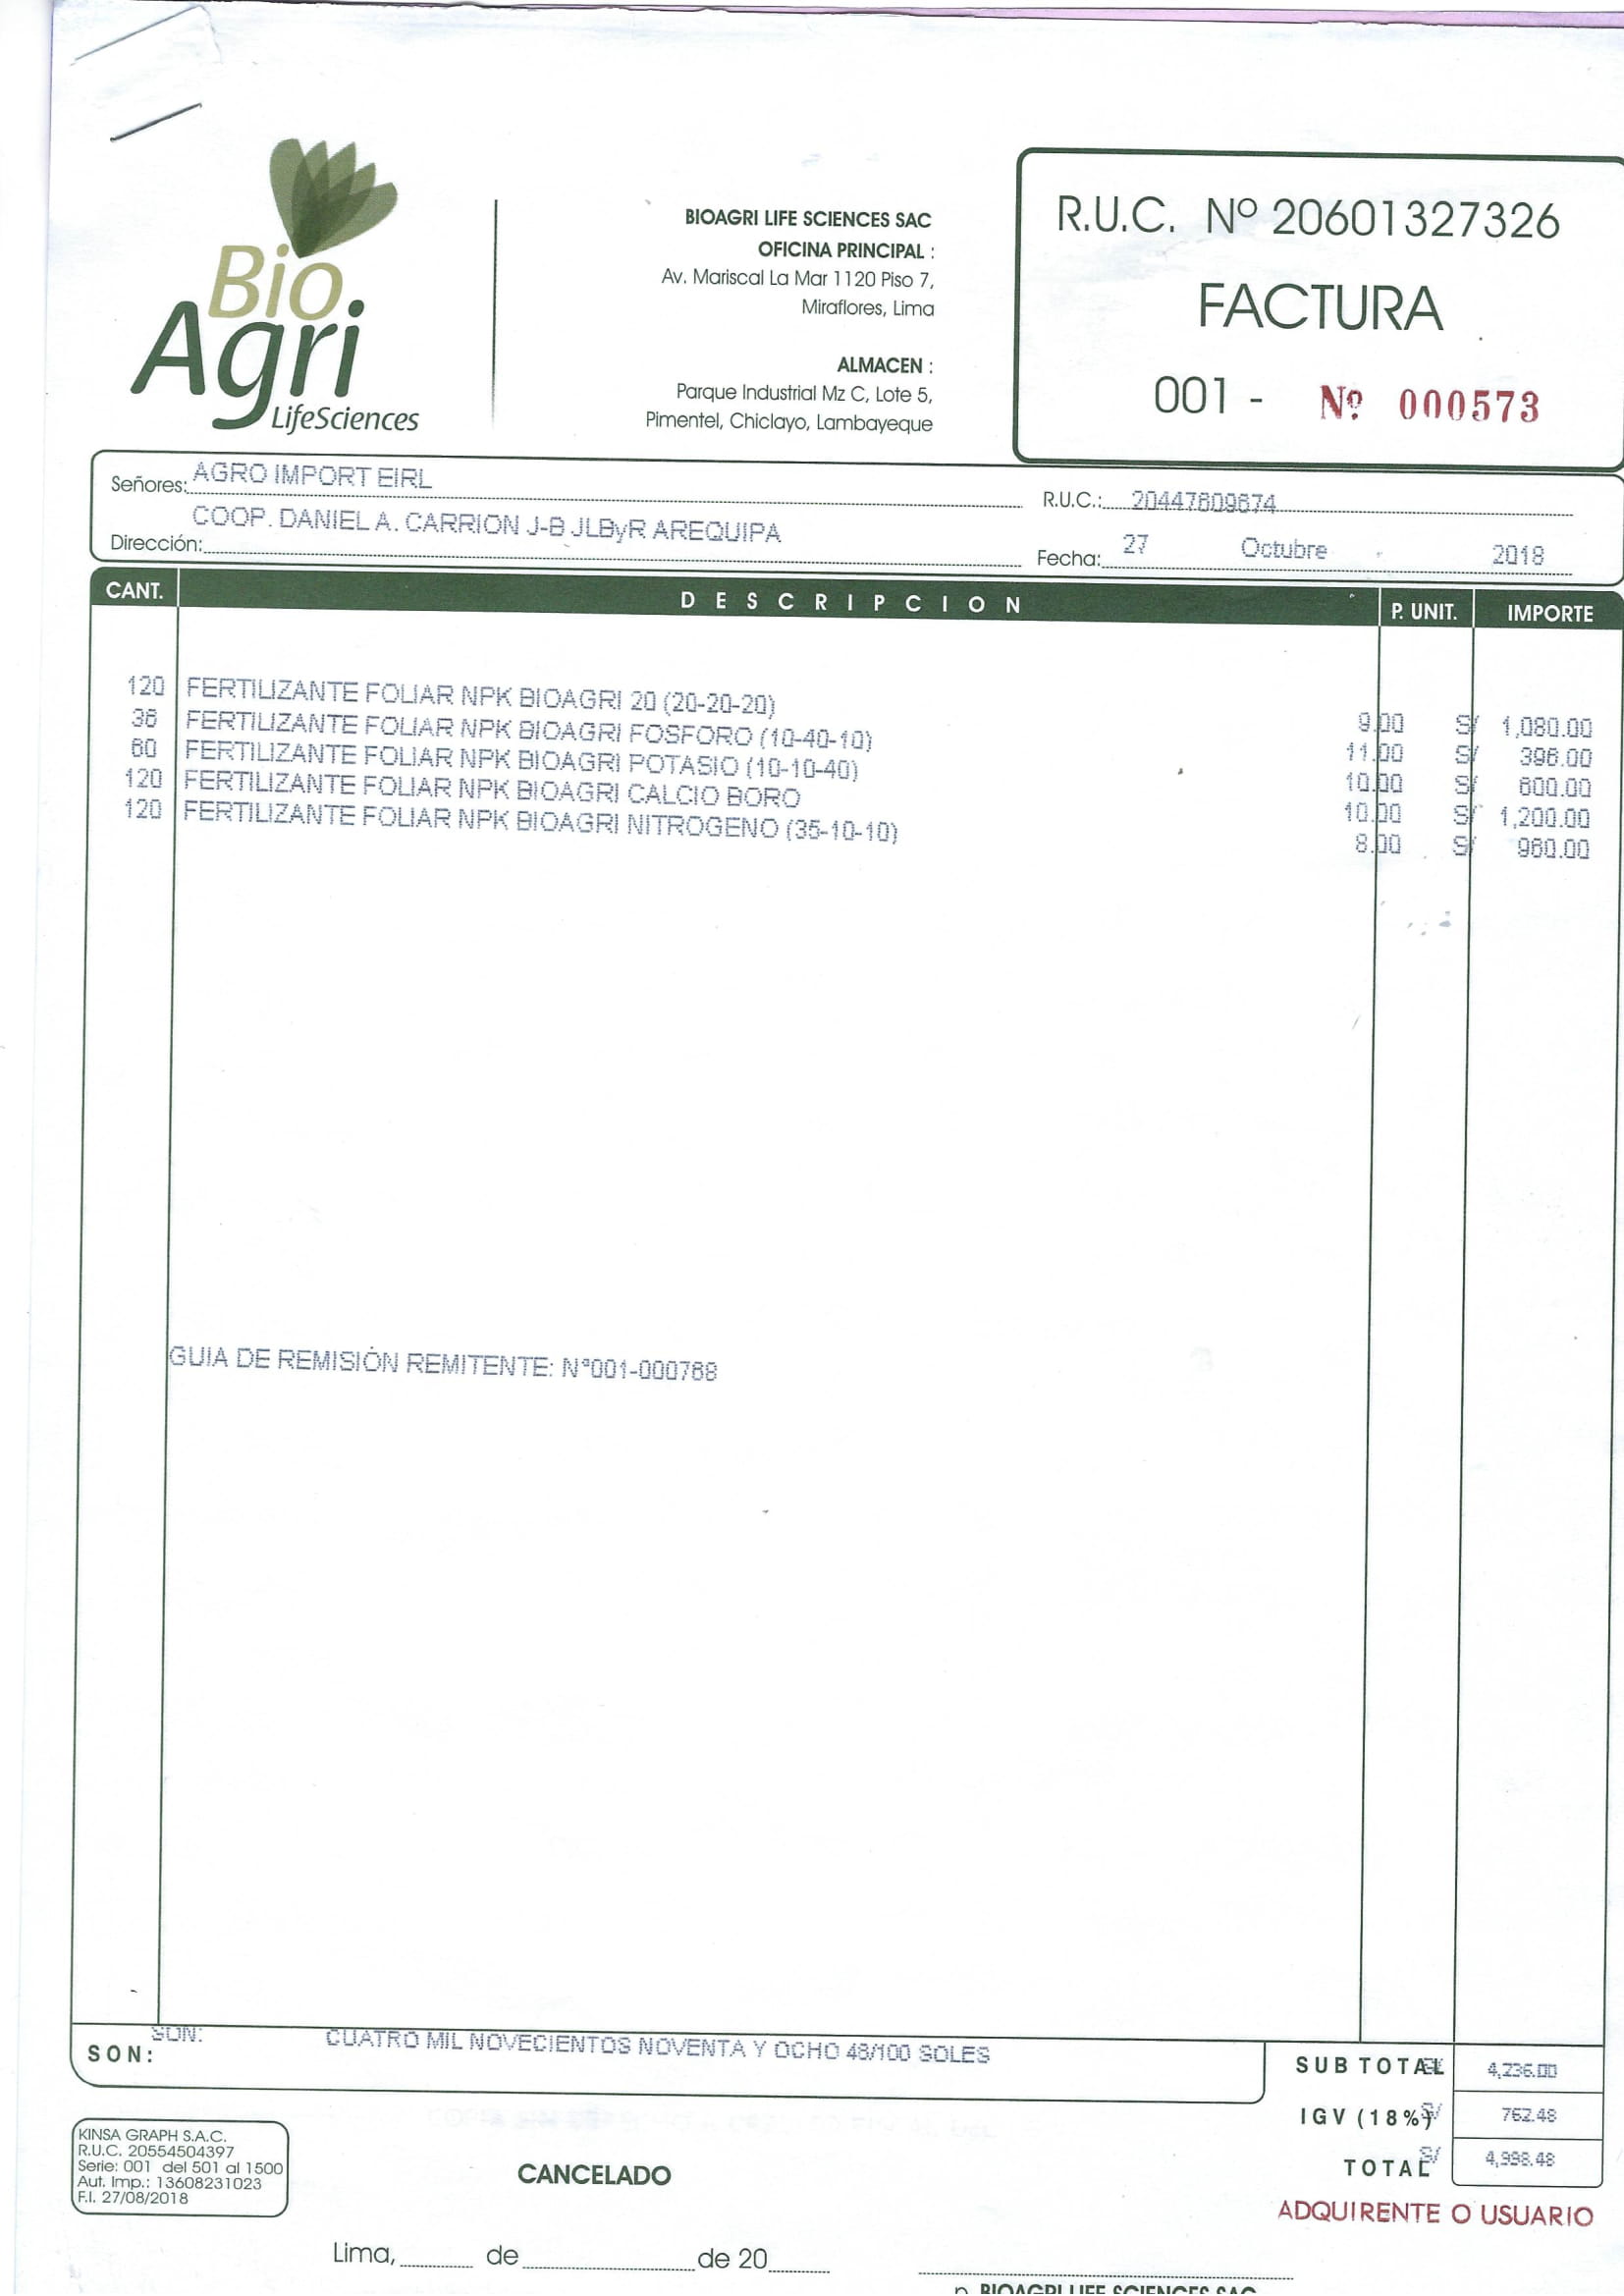 Bio
Agri
LifeSciences
BIOAGRI LIFE SCIENCES SAC
OFICINA PRINCIPAL :
Av. Mariscal La Mar 1120 Piso 7,
Miraflores, Lima
ALMACEN :
Parque Industrial Mz C, Lote 5,
Pimentel, Chiclayo, Lambayeque
R.U.C. Nº 20601327326
FACTURA
001 - Nº 000573
Señores: AGRO IMPORT EIRL
R.U.C.: 20447609674
Dirección: COOP. DANIEL A. CARRION J-B JLByR AREQUIPA
Fecha: 27 Octubre 2018
CANT. DESCRIPCION P. UNIT. IMPORTE
120 FERTILIZANTE FOLIAR NPK BIOAGRI 20 (20-20-20) 9.00 S/ 1,080.00
36 FERTILIZANTE FOLIAR NPK BIOAGRI FOSFORO (10-40-10) 11.00 S/ 396.00
60 FERTILIZANTE FOLIAR NPK BIOAGRI POTASIO (10-10-40) 10.00 S/ 600.00
120 FERTILIZANTE FOLIAR NPK BIOAGRI CALCIO BORO 10.00 S/ 1,200.00
120 FERTILIZANTE FOLIAR NPK BIOAGRI NITROGENO (35-10-10) 8.00 S/ 960.00
GUIA DE REMISIÓN REMITENTE: Nº001-000768
SON: SON: CUATRO MIL NOVECIENTOS NOVENTA Y OCHO 48/100 SOLES
SUB TOTAL S/ 4,236.00
IGV (18%) S/ 762.48
TOTAL S/ 4,998.48
KINSA GRAPH S.A.C.
R.U.C. 20554504397
Serie: 001 del 501 al 1500
Aut. Imp.: 13608231023
F.I. 27/08/2018
CANCELADO
ADQUIRENTE O USUARIO
Lima, de de 20
p. BIOAGRI LIFE SCIENCES SAC